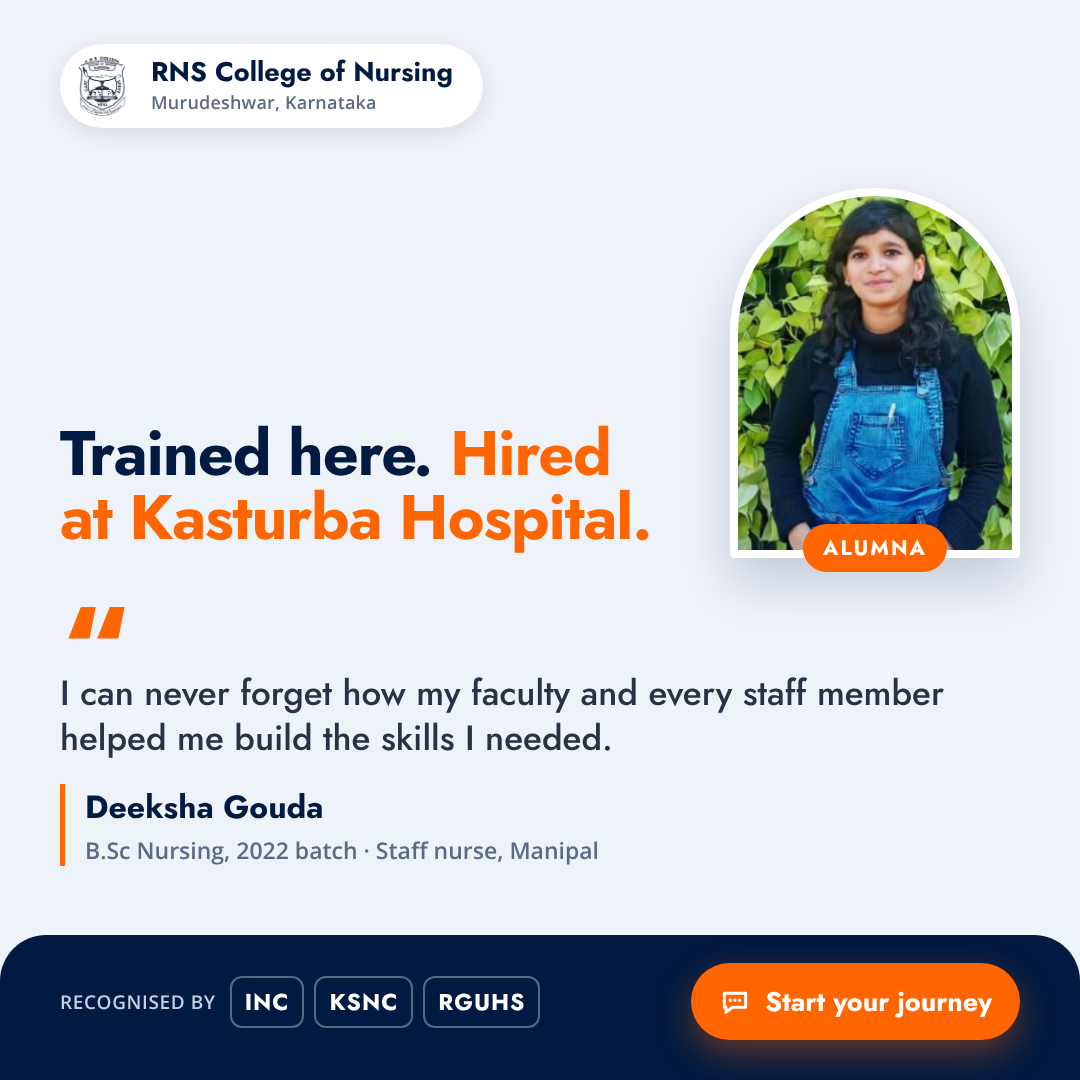 RNS College of Nursing
Murudeshwar, Karnataka
Trained here. Hired
at Kasturba Hospital.
ALUMNA
“
I can never forget how my faculty and every staff member
helped me build the skills I needed.
Deeksha Gouda
B.Sc Nursing, 2022 batch · Staff nurse, Manipal
RECOGNISED BY INC KSNC RGUHS
Start your journey